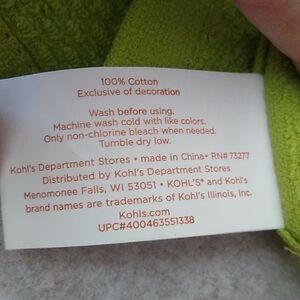 100% Cotton
Exclusive of decoration
Wash before using.
Machine wash cold with like colors.
Only non-chlorine bleach when needed.
Tumble dry low.
Kohl's Department Stores • made in China • RN# 73277
Distributed by Kohl's Department Stores
Menomonee Falls, WI 53051 • KOHL'S® and Kohl's
brand names are trademarks of Kohl's Illinois, Inc.
Kohls.com
UPC#400463551338